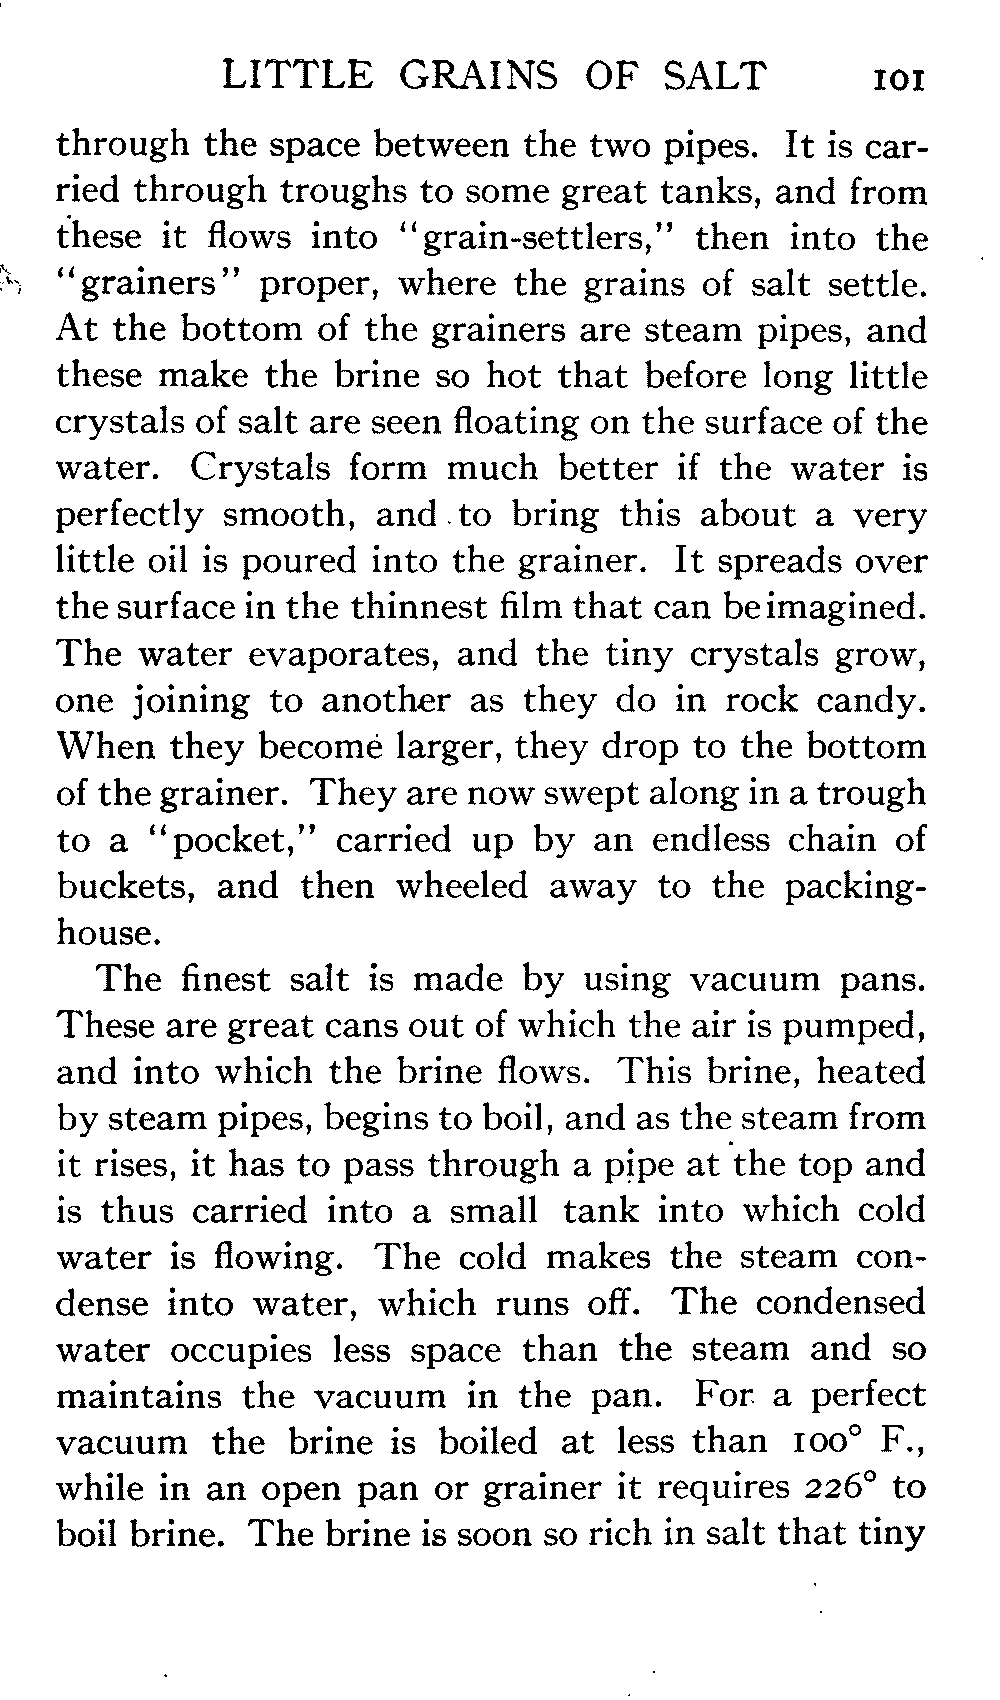 LITTLE GRAINS OF SALT 101
through the space between the two pipes. It is car-
ried through troughs to some great tanks, and from
these it flows into "grain-settlers," then into the
"grainers" proper, where the grains of salt settle.
At the bottom of the grainers are steam pipes, and
these make the brine so hot that before long little
crystals of salt are seen floating on the surface of the
water. Crystals form much better if the water is
perfectly smooth, and to bring this about a very
little oil is poured into the grainer. It spreads over
the surface in the thinnest film that can be imagined.
The water evaporates, and the tiny crystals grow,
one joining to another as they do in rock candy.
When they become larger, they drop to the bottom
of the grainer. They are now swept along in a trough
to a "pocket," carried up by an endless chain of
buckets, and then wheeled away to the packing-
house.
The finest salt is made by using vacuum pans.
These are great cans out of which the air is pumped,
and into which the brine flows. This brine, heated
by steam pipes, begins to boil, and as the steam from
it rises, it has to pass through a pipe at the top and
is thus carried into a small tank into which cold
water is flowing. The cold makes the steam con-
dense into water, which runs off. The condensed
water occupies less space than the steam and so
maintains the vacuum in the pan. For a perfect
vacuum the brine is boiled at less than 100° F.,
while in an open pan or grainer it requires 226° to
boil brine. The brine is soon so rich in salt that tiny